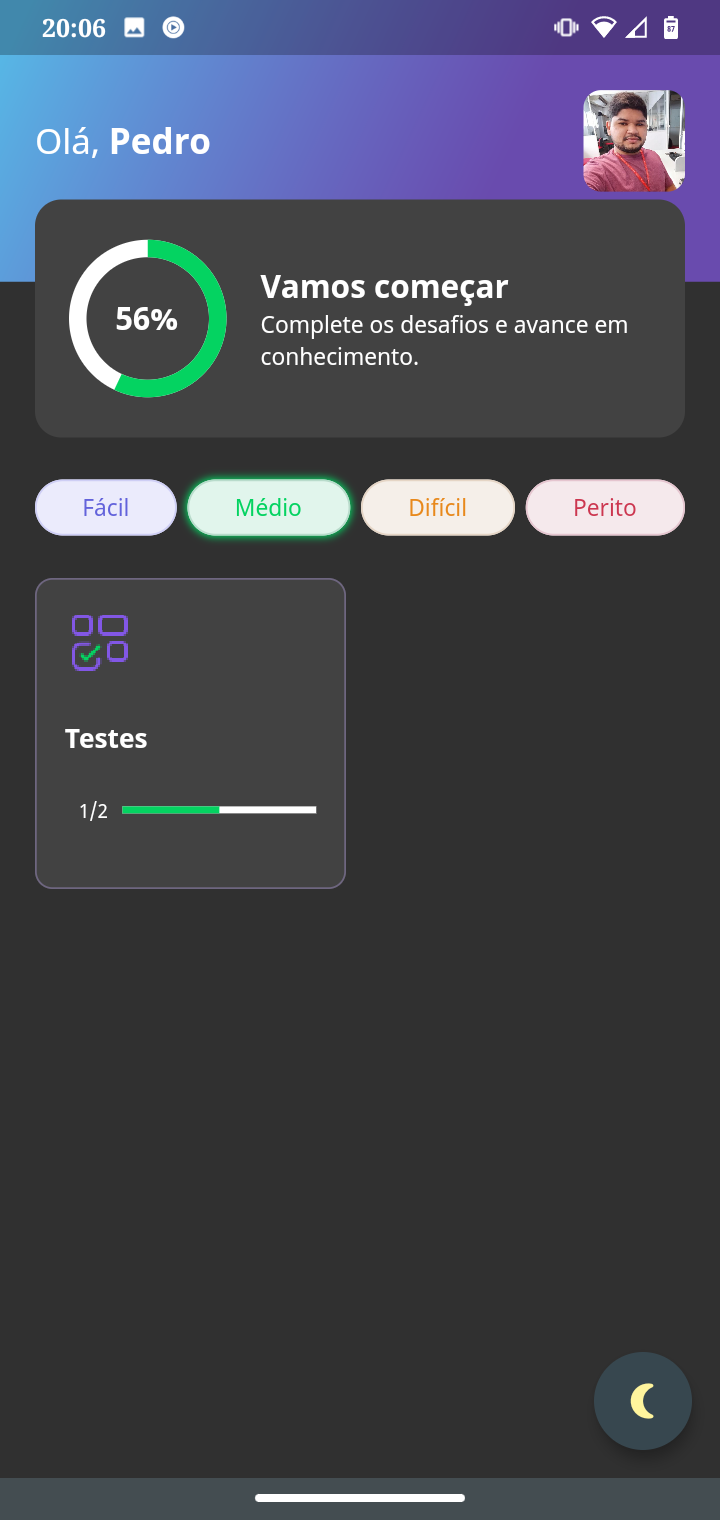 20:06
87
Olá, Pedro
56%
Vamos começar
Complete os desafios e avance em
conhecimento.
Fácil
Médio
Difícil
Perito
Testes
1/2